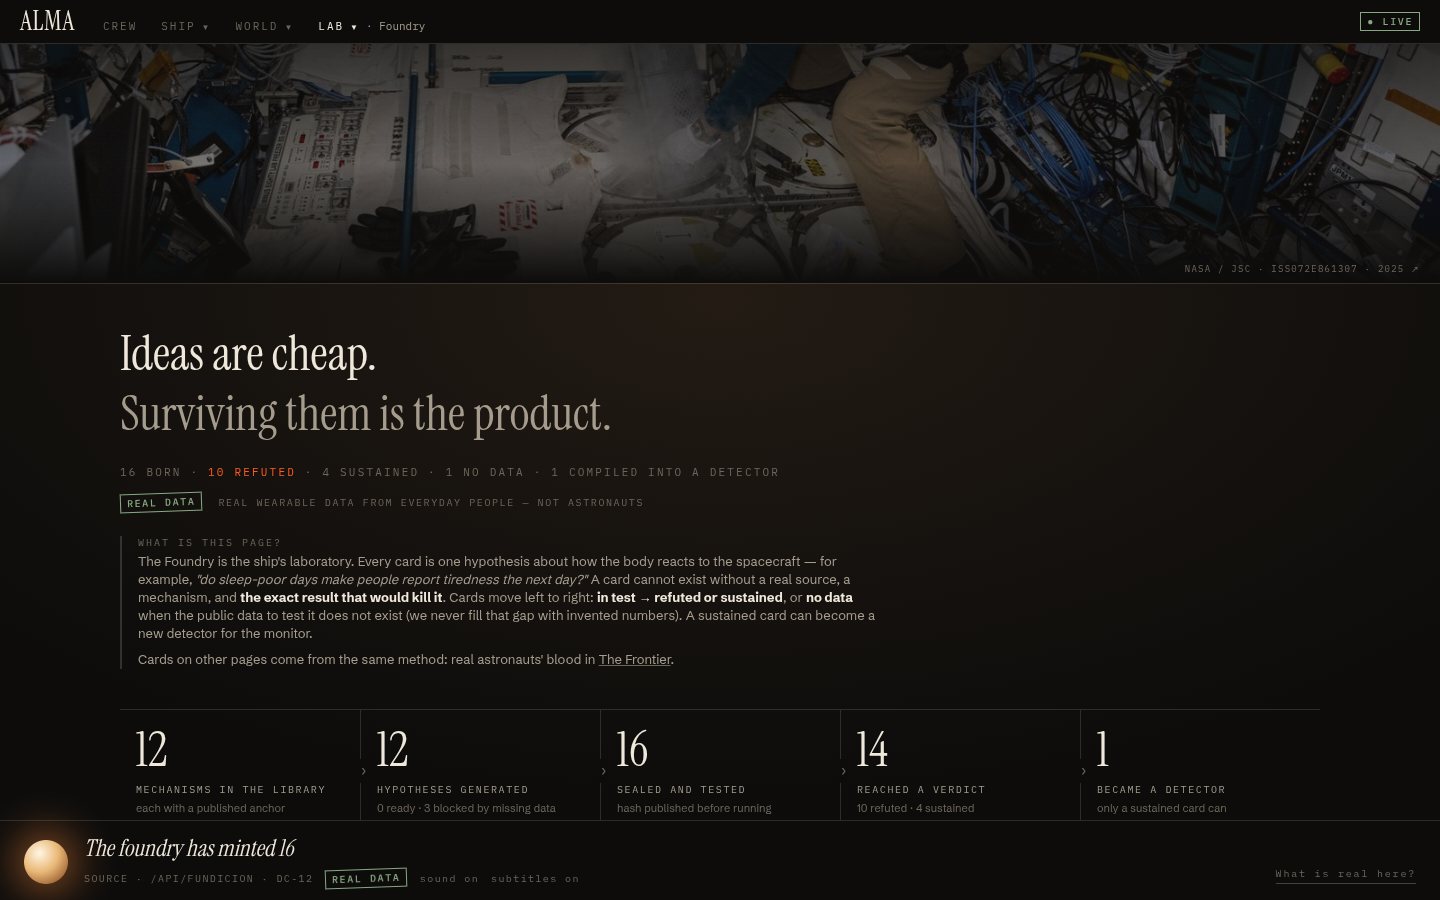 ALMA CREW SHIP ▾ WORLD ▾ LAB ▾ · Foundry ● LIVE
NASA / JSC · ISS072E861307 · 2025 ↗
Ideas are cheap.
Surviving them is the product.
16 BORN · 10 REFUTED · 4 SUSTAINED · 1 NO DATA · 1 COMPILED INTO A DETECTOR
REAL DATA REAL WEARABLE DATA FROM EVERYDAY PEOPLE — NOT ASTRONAUTS
WHAT IS THIS PAGE?
The Foundry is the ship's laboratory. Every card is one hypothesis about how the body reacts to the spacecraft — for
example, "do sleep-poor days make people report tiredness the next day?" A card cannot exist without a real source, a
mechanism, and the exact result that would kill it. Cards move left to right: in test → refuted or sustained, or no data
when the public data to test it does not exist (we never fill that gap with invented numbers). A sustained card can become a
new detector for the monitor.
Cards on other pages come from the same method: real astronauts' blood in The Frontier.
12 › 12 › 16 › 14 › 1
MECHANISMS IN THE LIBRARY HYPOTHESES GENERATED SEALED AND TESTED REACHED A VERDICT BECAME A DETECTOR
each with a published anchor 0 ready · 3 blocked by missing data hash published before running 10 refuted · 4 sustained only a sustained card can
The foundry has minted 16
SOURCE · /API/FUNDICION · DC-12 REAL DATA sound on subtitles on What is real here?